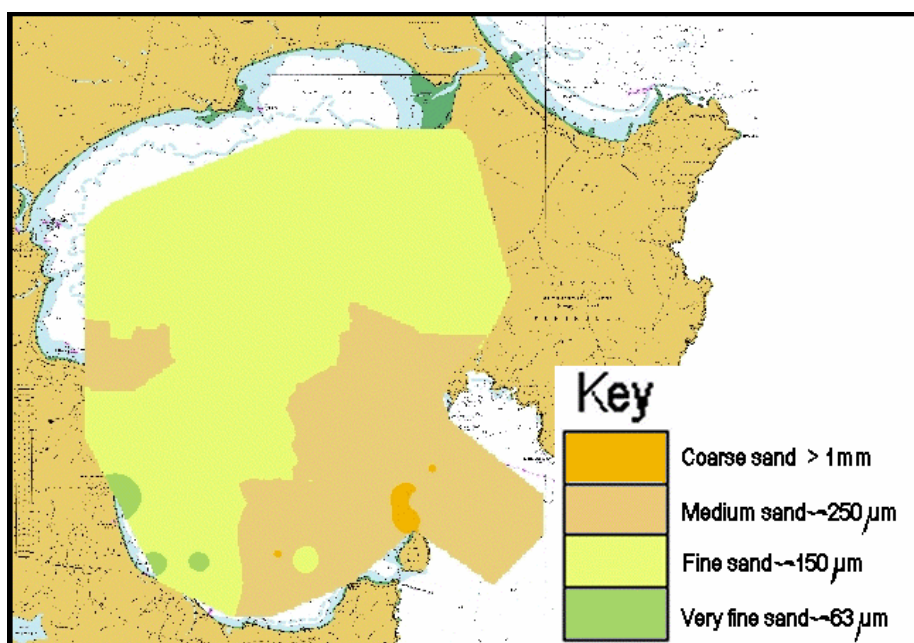 Key
Coarse sand > 1mm
Medium sand~250 µm
Fine sand~150 µm
Very fine sand~63 µm